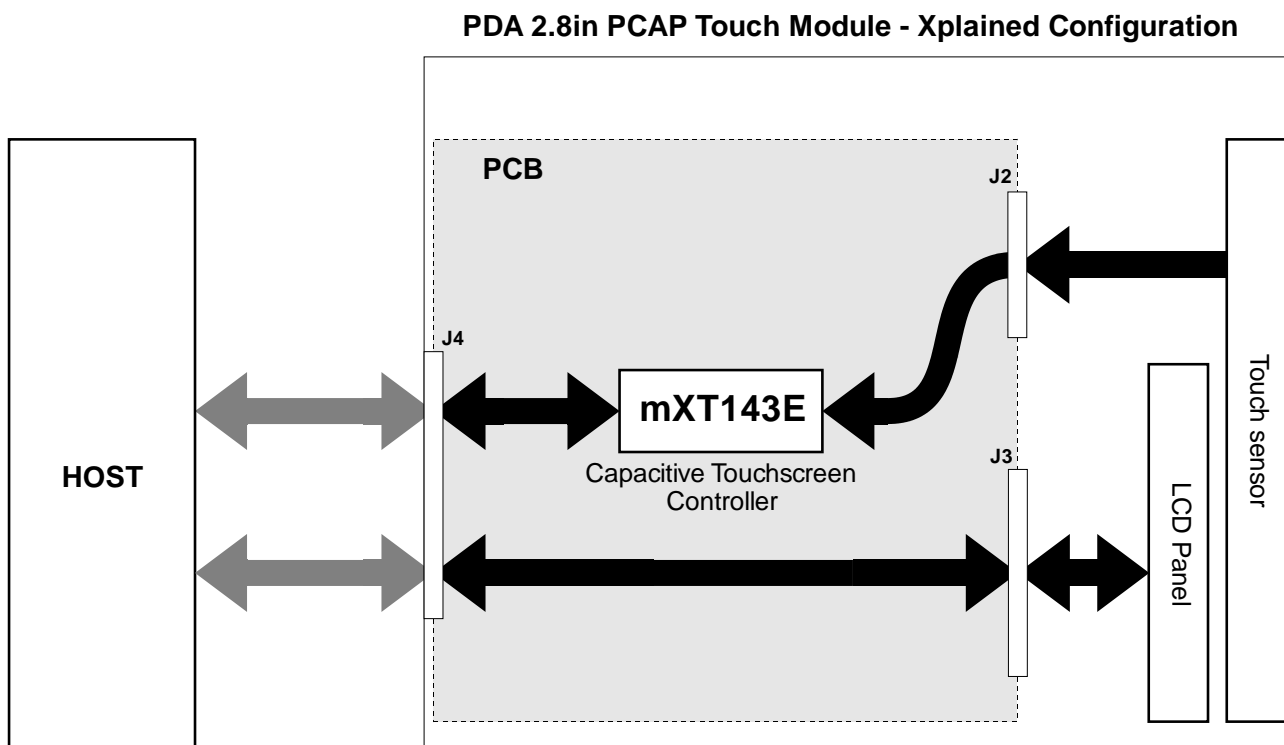 PDA 2.8in PCAP Touch Module - Xplained Configuration
PCB
J2
J4
mXT143E
Capacitive Touchscreen
Controller
HOST
J3
LCD Panel
Touch sensor